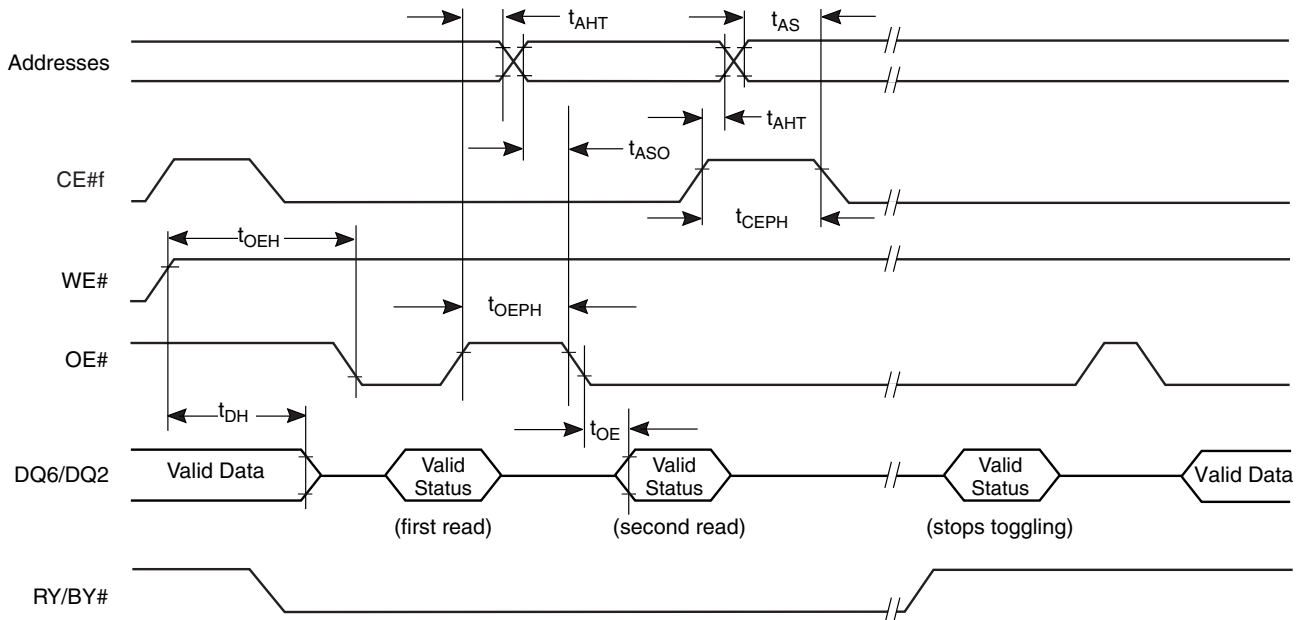 tAHT
tAS
Addresses
tAHT
tASO
CE#f
tCEPH
tOEH
WE#
tOEPH
OE#
tDH
tOE
DQ6/DQ2
Valid Data
Valid
Status
Valid
Status
Valid
Status
Valid Data
(first read)
(second read)
(stops toggling)
RY/BY#